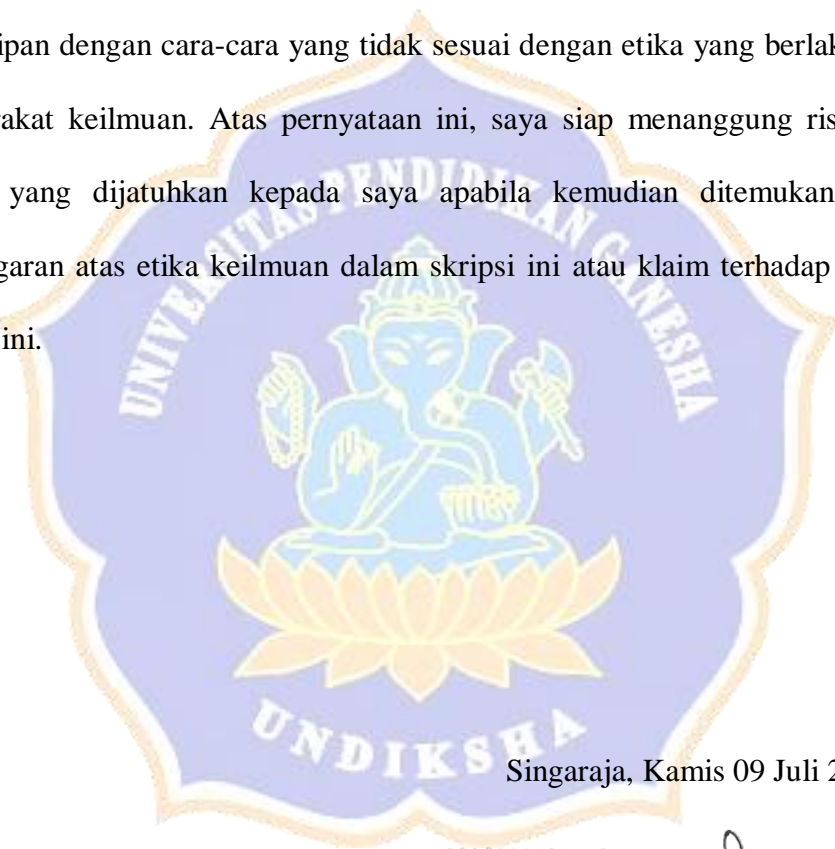 ipan dengan cara-cara yang tidak sesuai dengan etika yang berlak
rakat keilmuan. Atas pernyataan ini, saya siap menanggung ris
yang dijatuhkan kepada saya apabila kemudian ditemukan
garan atas etika keilmuan dalam skripsi ini atau klaim terhadap
ini.
UNIVERSITAS PENDIDIKAN GANESHA
UNDIKSHA
Singaraja, Kamis 09 Juli 2